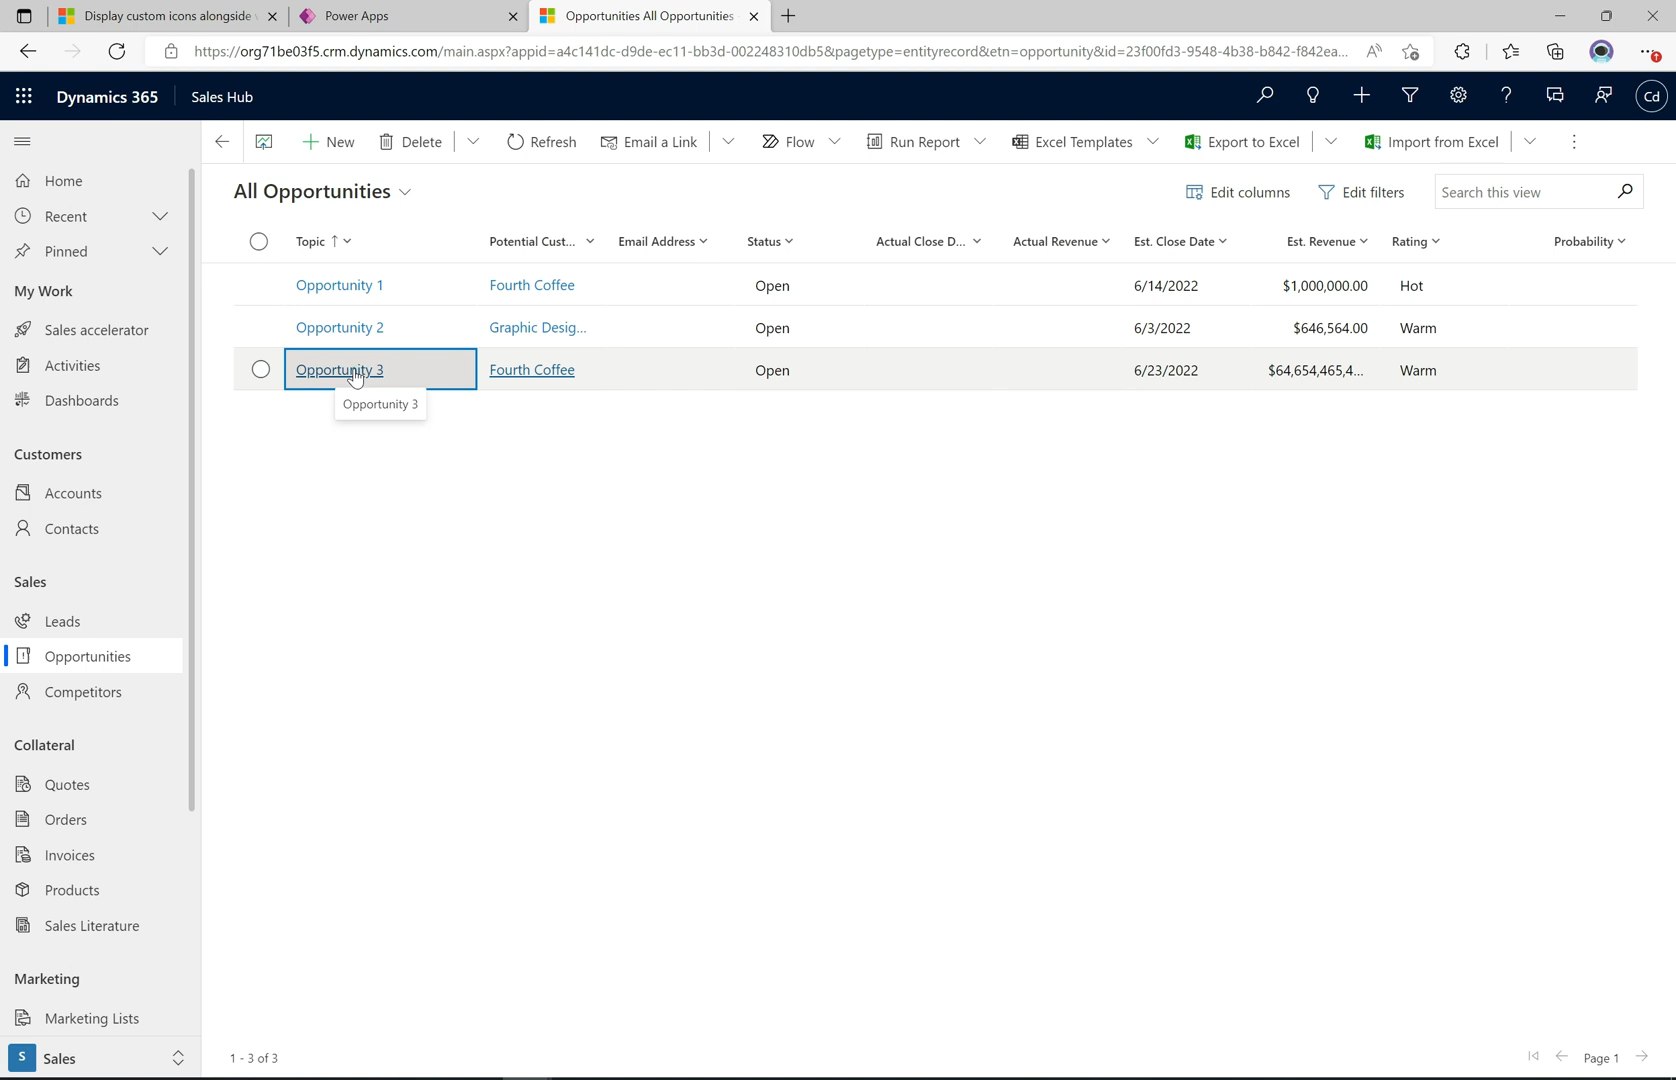 Display custom icons alongside
Power Apps
Opportunities All Opportunities
https://org71be03f5.crm.dynamics.com/main.aspx?appid=a4c141dc-d9de-ec11-bb3d-002248310db5&pagetype=entityrecord&etn=opportunity&id=23f00fd3-9548-4b38-b842-f842ea...
1
Dynamics 365
Sales Hub
Cd
New
Delete
Refresh
Email a Link
Flow
Run Report
Excel Templates
Export to Excel
Import from Excel
Home
Recent
Pinned
My Work
Sales accelerator
Activities
Dashboards
Customers
Accounts
Contacts
Sales
Leads
Opportunities
Competitors
Collateral
Quotes
Orders
Invoices
Products
Sales Literature
Marketing
Marketing Lists
S Sales
All Opportunities
Edit columns
Edit filters
Search this view
Topic Potential Cust... Email Address Status Actual Close D... Actual Revenue Est. Close Date Est. Revenue Rating Probability
Opportunity 1 Fourth Coffee Open 6/14/2022 $1,000,000.00 Hot
Opportunity 2 Graphic Desig... Open 6/3/2022 $646,564.00 Warm
Opportunity 3 Fourth Coffee Open 6/23/2022 $64,654,465,4... Warm
Opportunity 3
1 - 3 of 3
Page 1